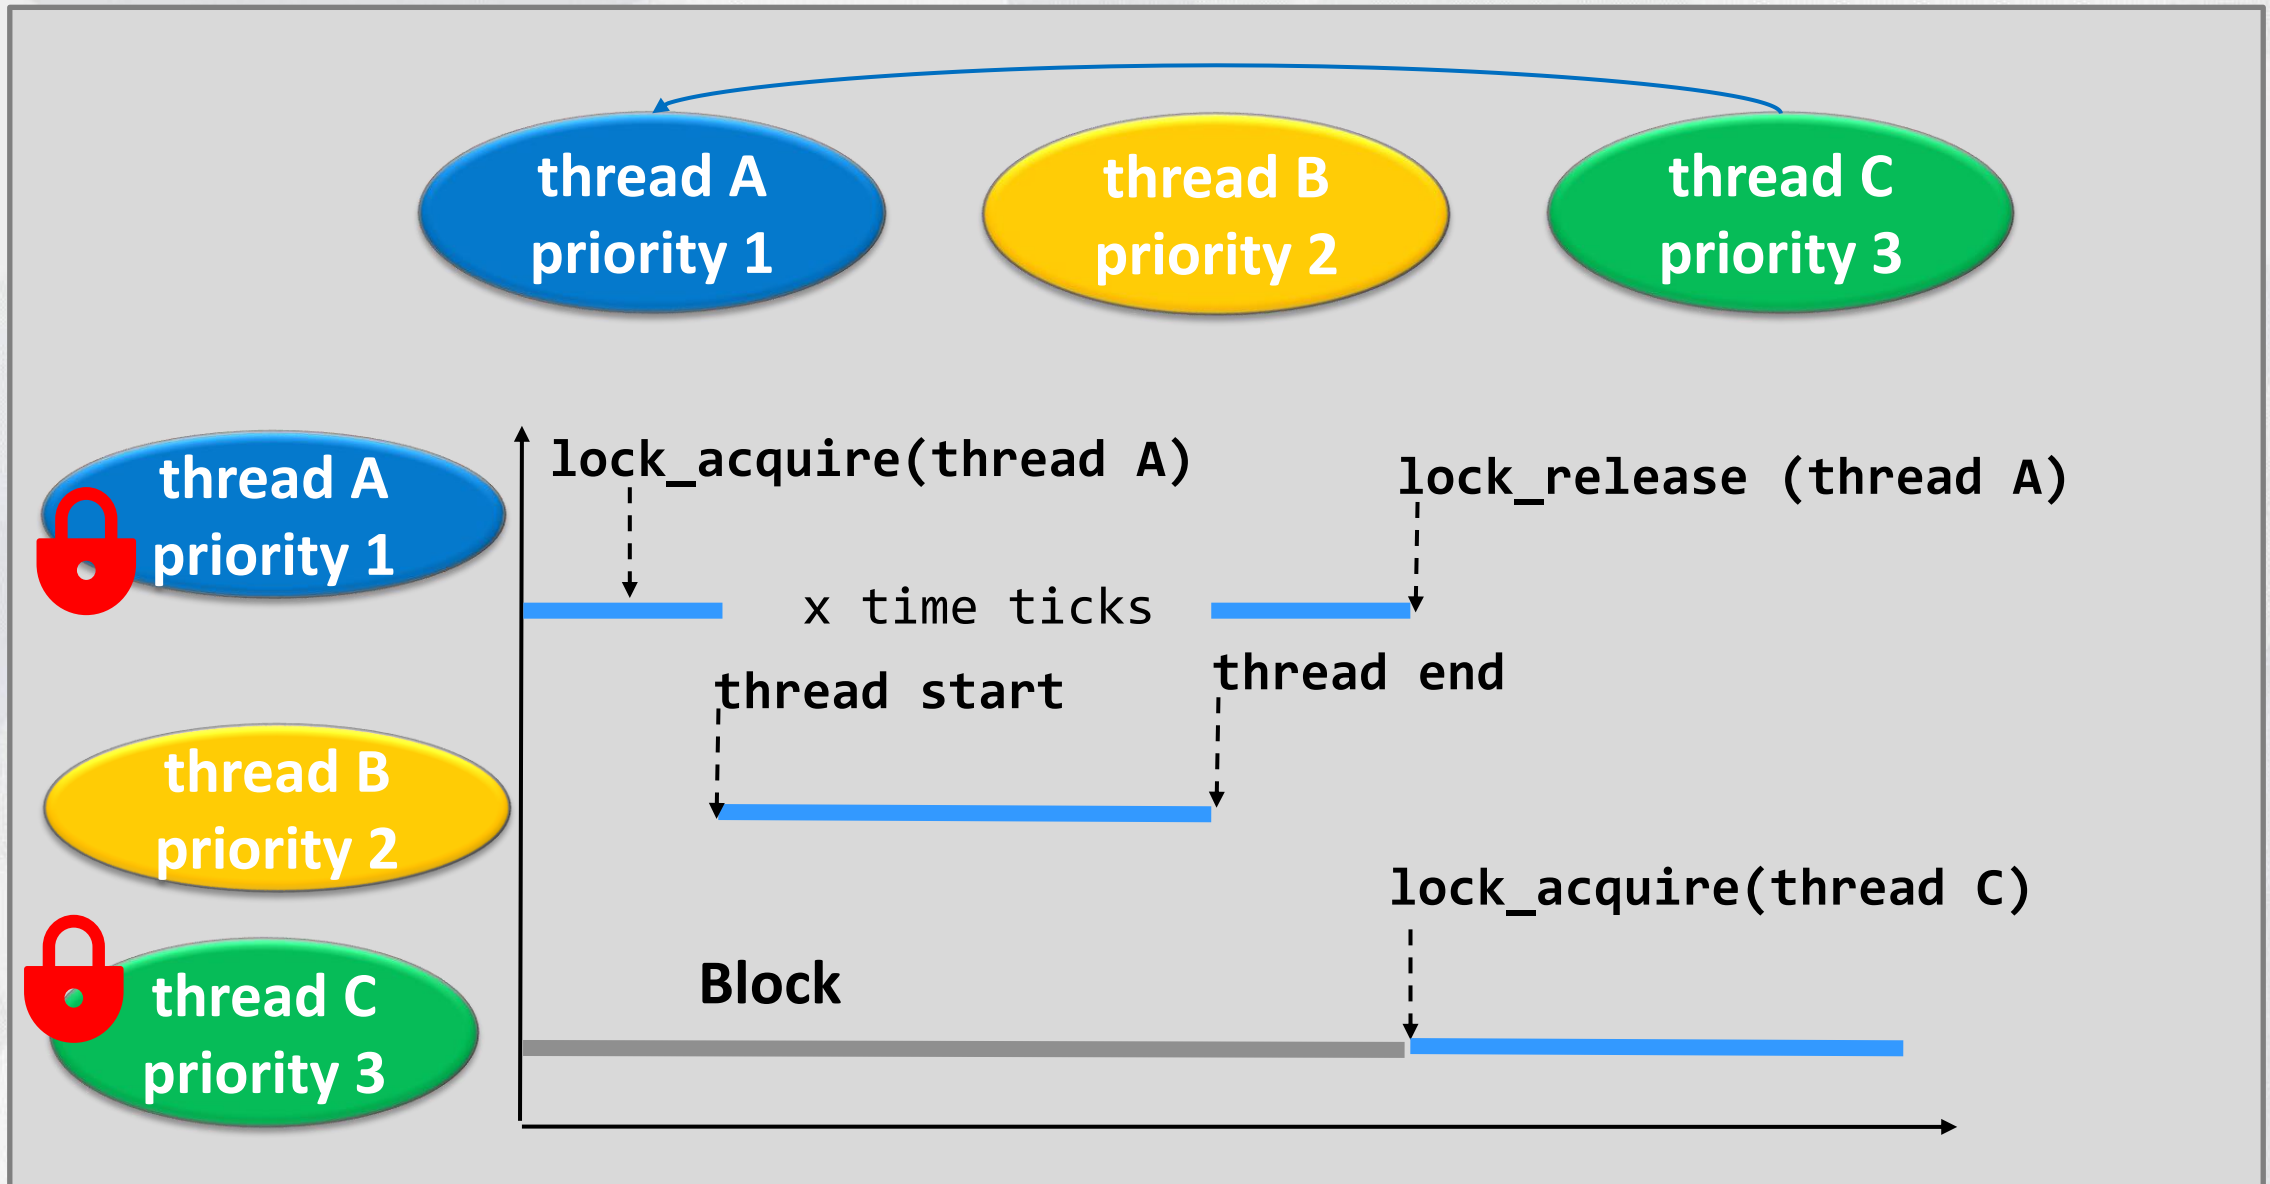 thread A
priority 1
thread B
priority 2
thread C
priority 3
thread A
priority 1
lock_acquire(thread A)
lock_release (thread A)
x time ticks
thread start
thread end
thread B
priority 2
lock_acquire(thread C)
Block
thread C
priority 3